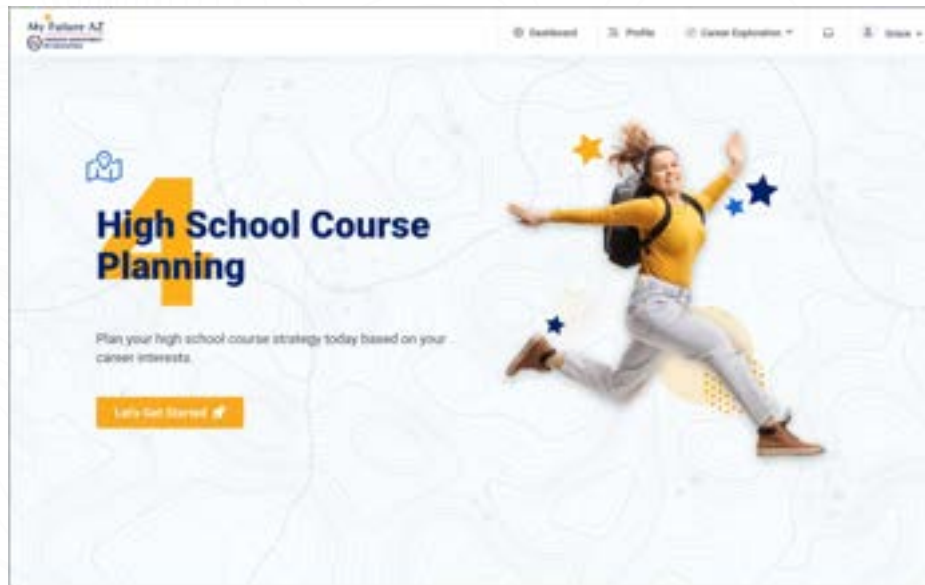 My Future AZ
Dashboard
Profile
Career Exploration
4
High School Course
Planning
Plan your high school course strategy today based on your
career interests.
Let's Get Started